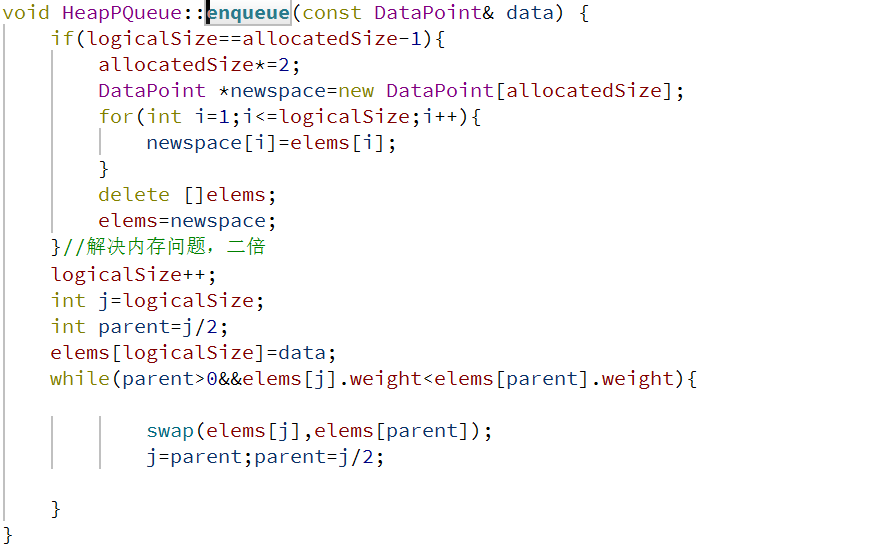 void HeapPQueue::enqueue(const DataPoint& data) {
    if(logicalSize==allocatedSize-1){
        allocatedSize*=2;
        DataPoint *newspace=new DataPoint[allocatedSize];
        for(int i=1;i<=logicalSize;i++){
            newspace[i]=elems[i];
        }
        delete []elems;
        elems=newspace;
    }//解决内存问题，二倍
    logicalSize++;
    int j=logicalSize;
    int parent=j/2;
    elems[logicalSize]=data;
    while(parent>0&&elems[j].weight<elems[parent].weight){
            swap(elems[j],elems[parent]);
            j=parent;parent=j/2;
    }
}